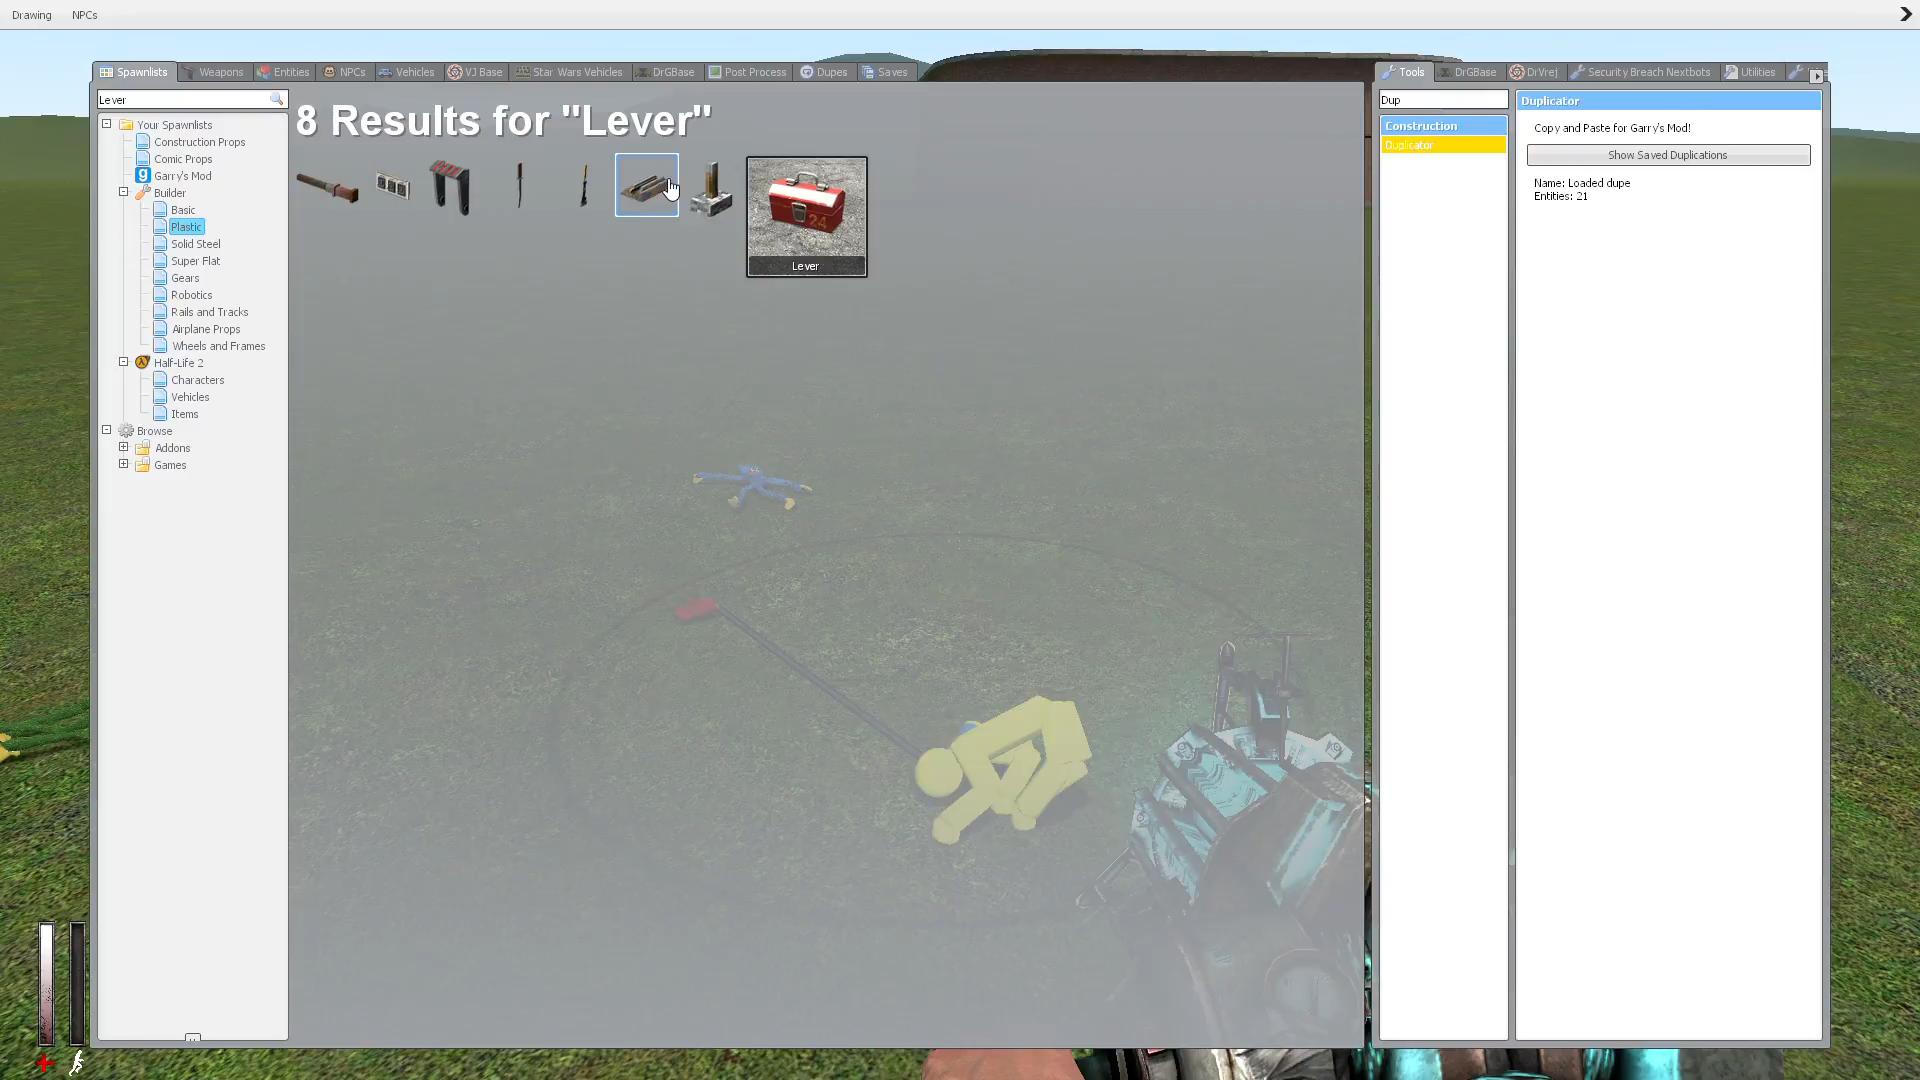 Drawing NPCs
Spawnlists Weapons Entities NPCs Vehicles VJ Base Star Wars Vehicles DrGBase Post Process Dupes Saves
Lever
Your Spawnlists
Construction Props
Comic Props
Garry's Mod
Builder
Basic
Plastic
Solid Steel
Super Flat
Gears
Robotics
Rails and Tracks
Airplane Props
Wheels and Frames
Half-Life 2
Characters
Vehicles
Items
Browse
Addons
Games
8 Results for "Lever"
24
Lever
Tools DrGBase DrVrej Security Breach Nextbots Utilities
Dup
Construction
Duplicator
Duplicator
Copy and Paste for Garry's Mod!
Show Saved Duplications
Name: Loaded dupe
Entities: 21